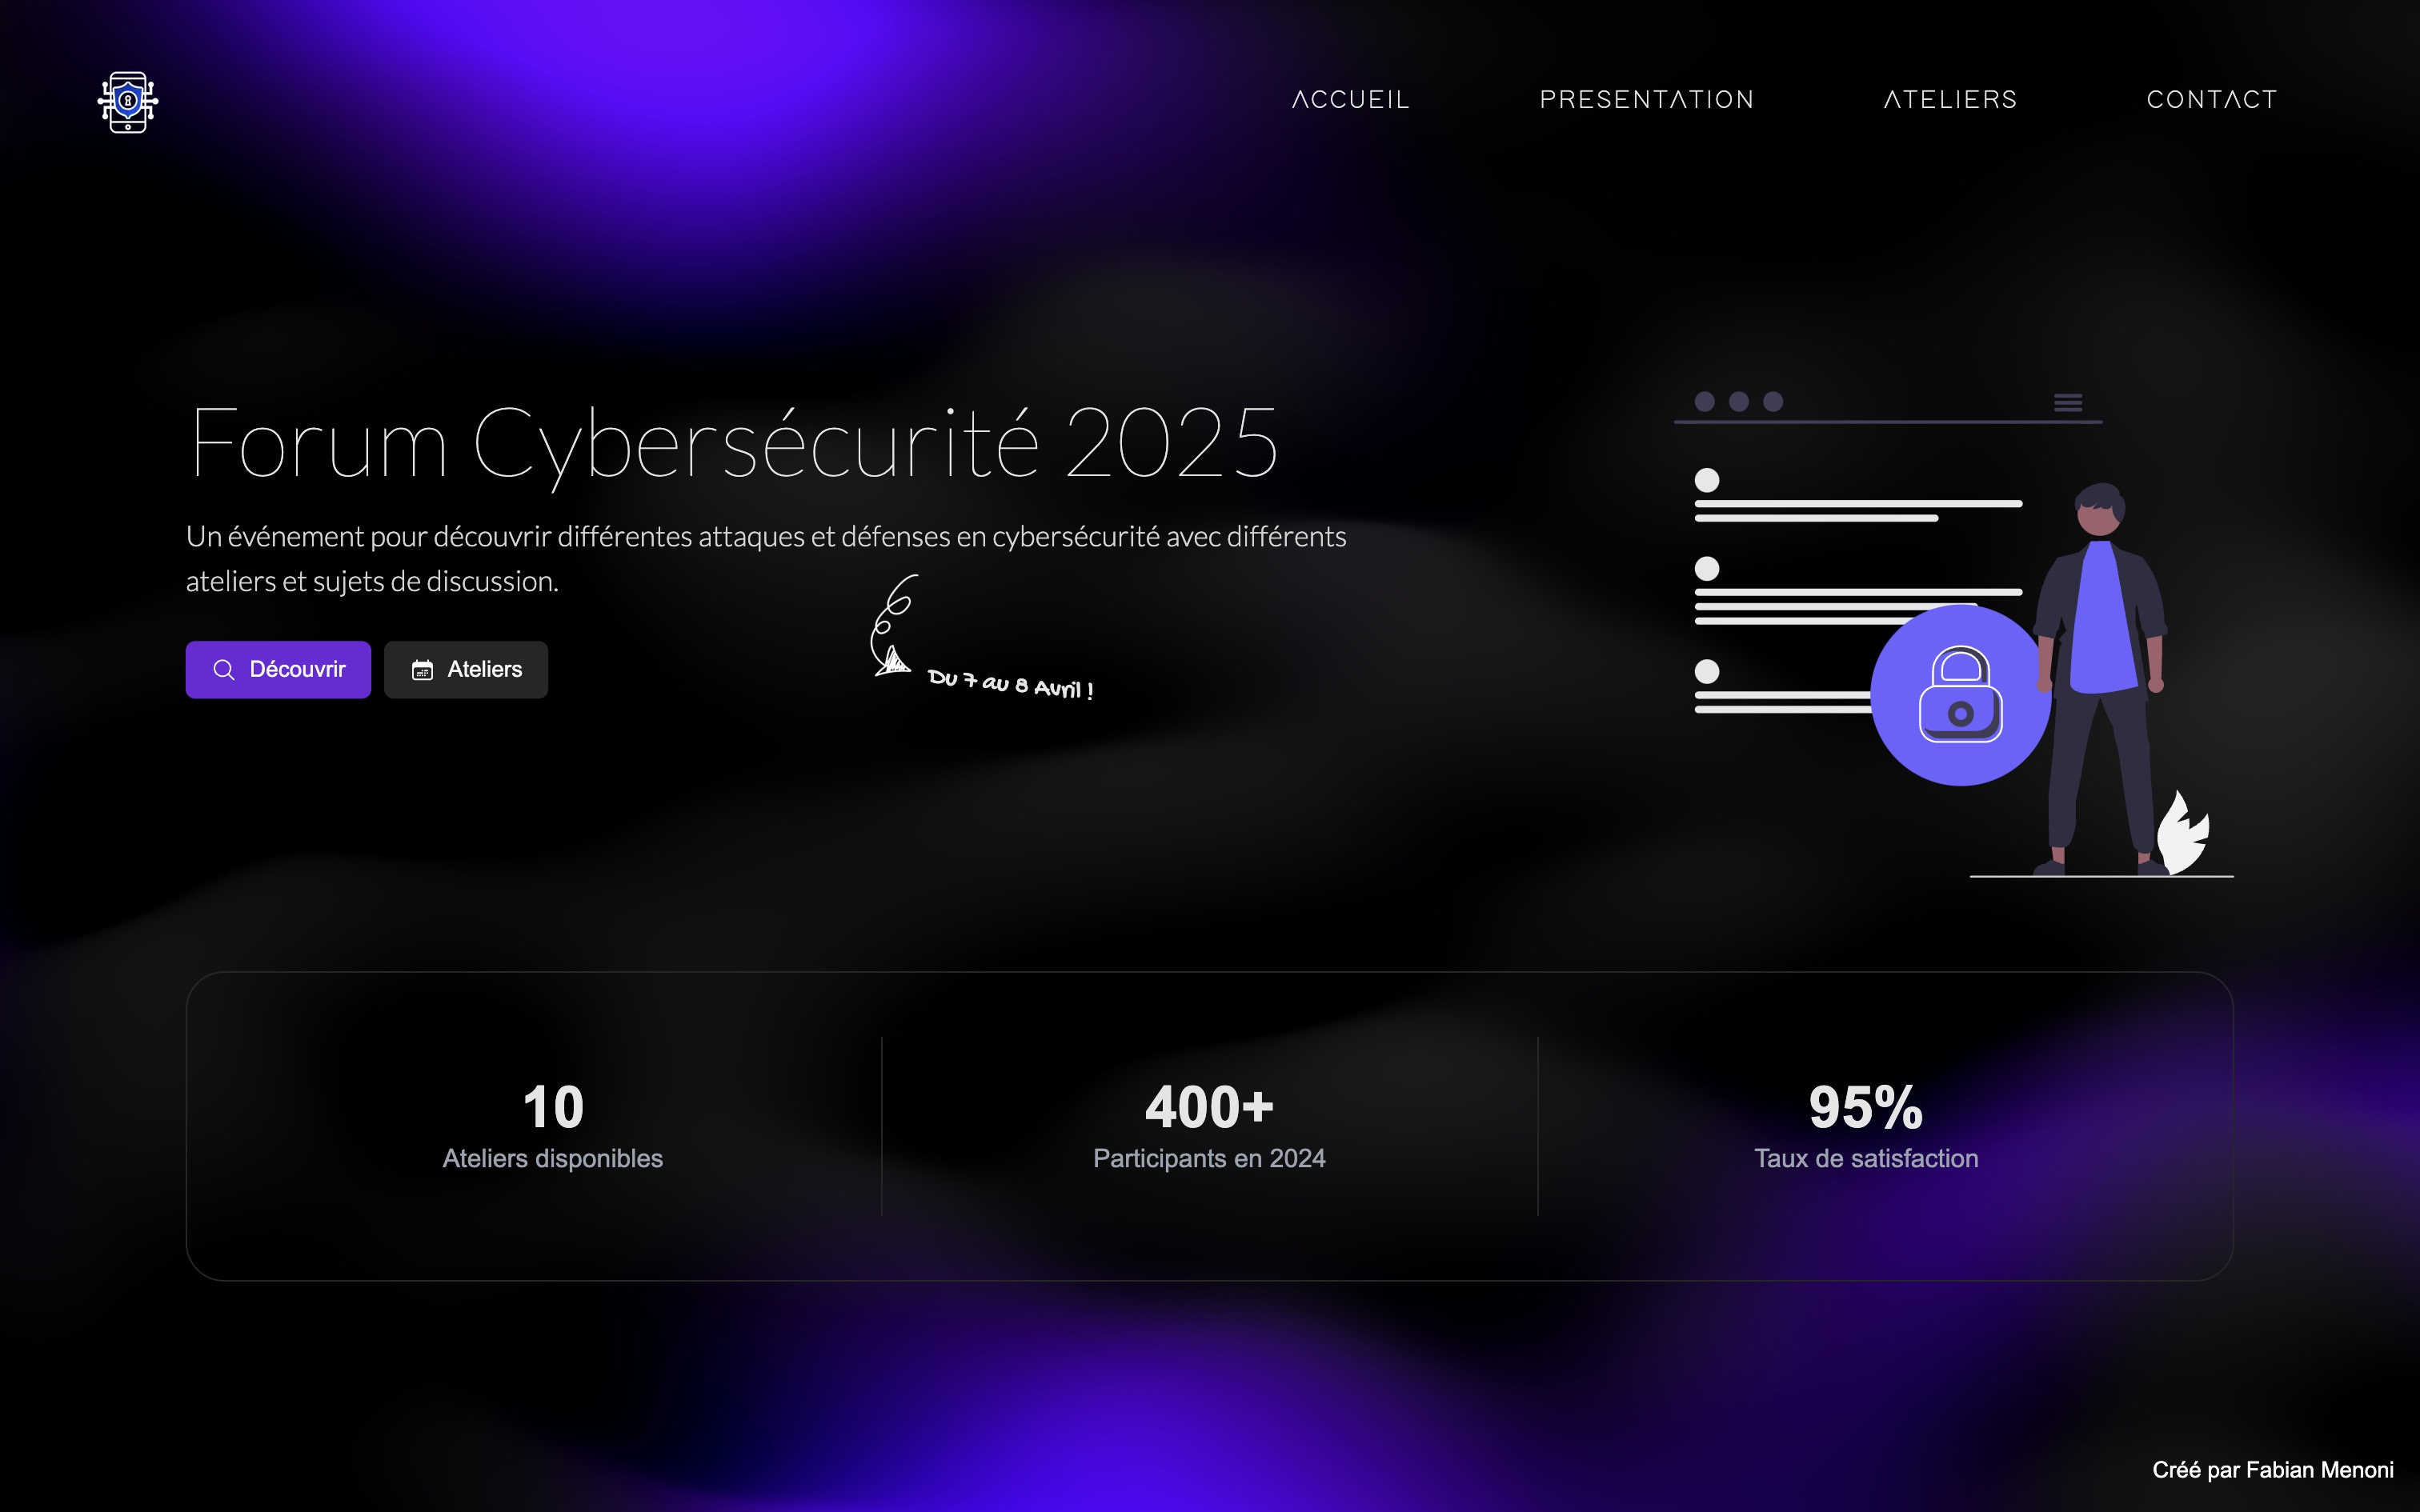 ACCUEIL PRESENTATION ATELIERS CONTACT
Forum Cybersécurité 2025
Un événement pour découvrir différentes attaques et défenses en cybersécurité avec différents
ateliers et sujets de discussion.
Découvrir Ateliers
Du 7 au 8 Avril !
10
Ateliers disponibles
400+
Participants en 2024
95%
Taux de satisfaction
Créé par Fabian Menoni